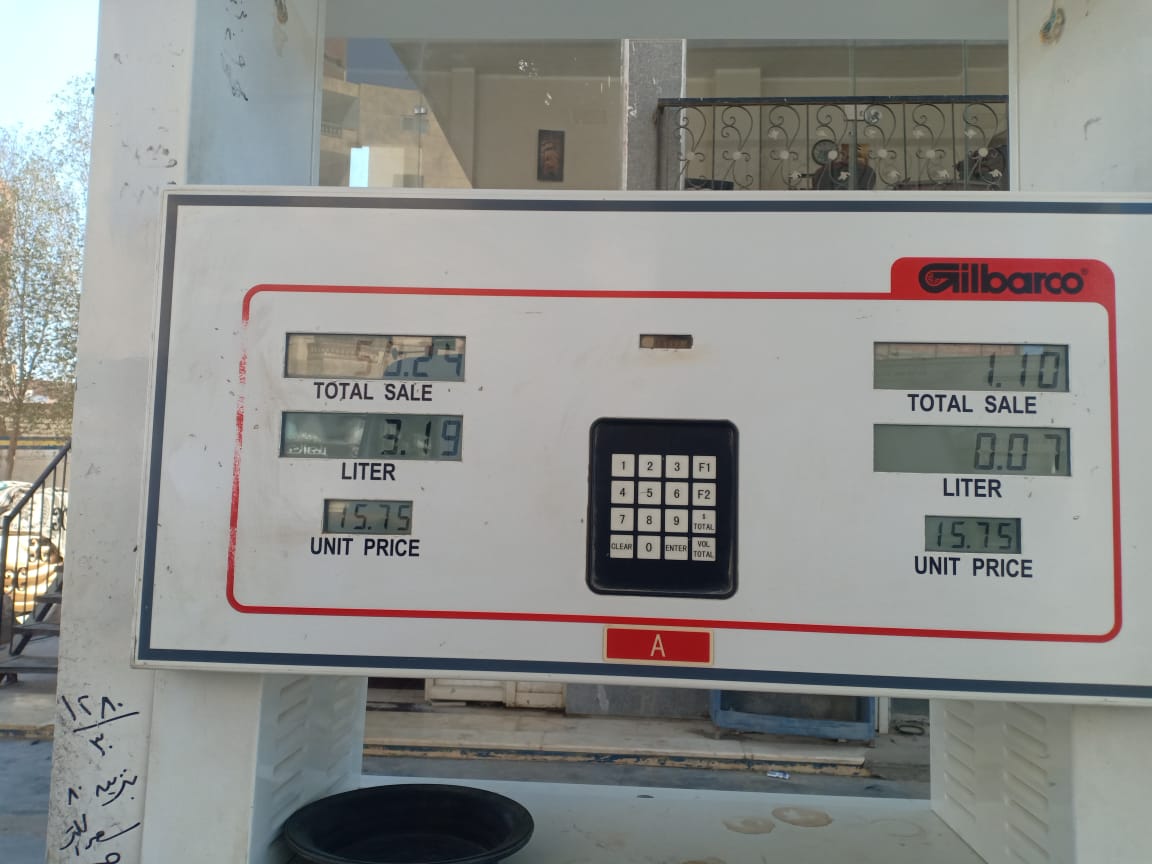 Gilbarco
50.24
TOTAL SALE
3.19
LITER
15.75
UNIT PRICE
1 2 3 F1
4 5 6 F2
7 8 9 $ TOTAL
CLEAR 0 ENTER VOL TOTAL
A
1.10
TOTAL SALE
0.07
LITER
15.75
UNIT PRICE
١٢٨٠
٣٠